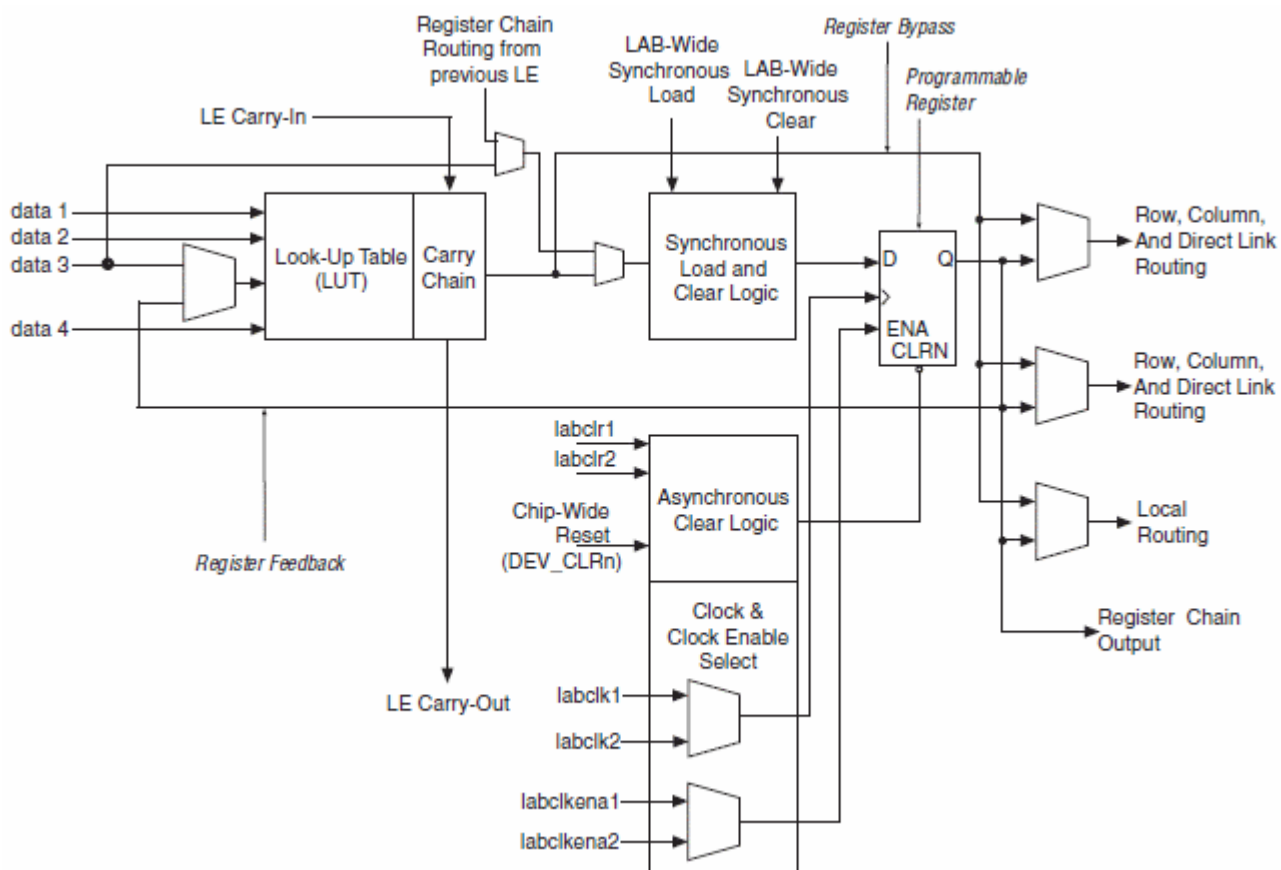 Register Chain
Routing from
previous LE
LAB-Wide
Synchronous
Load
LAB-Wide
Synchronous
Clear
Register Bypass
Programmable
Register
LE Carry-In
data 1
data 2
data 3
data 4
Look-Up Table
(LUT)
Carry
Chain
Synchronous
Load and
Clear Logic
D
Q
ENA
CLRN
Row, Column,
And Direct Link
Routing
Row, Column,
And Direct Link
Routing
Local
Routing
Register Chain
Output
Register Feedback
labclr1
labclr2
Chip-Wide
Reset
(DEV_CLRn)
Asynchronous
Clear Logic
Clock &
Clock Enable
Select
LE Carry-Out
labclk1
labclk2
labclkena1
labclkena2